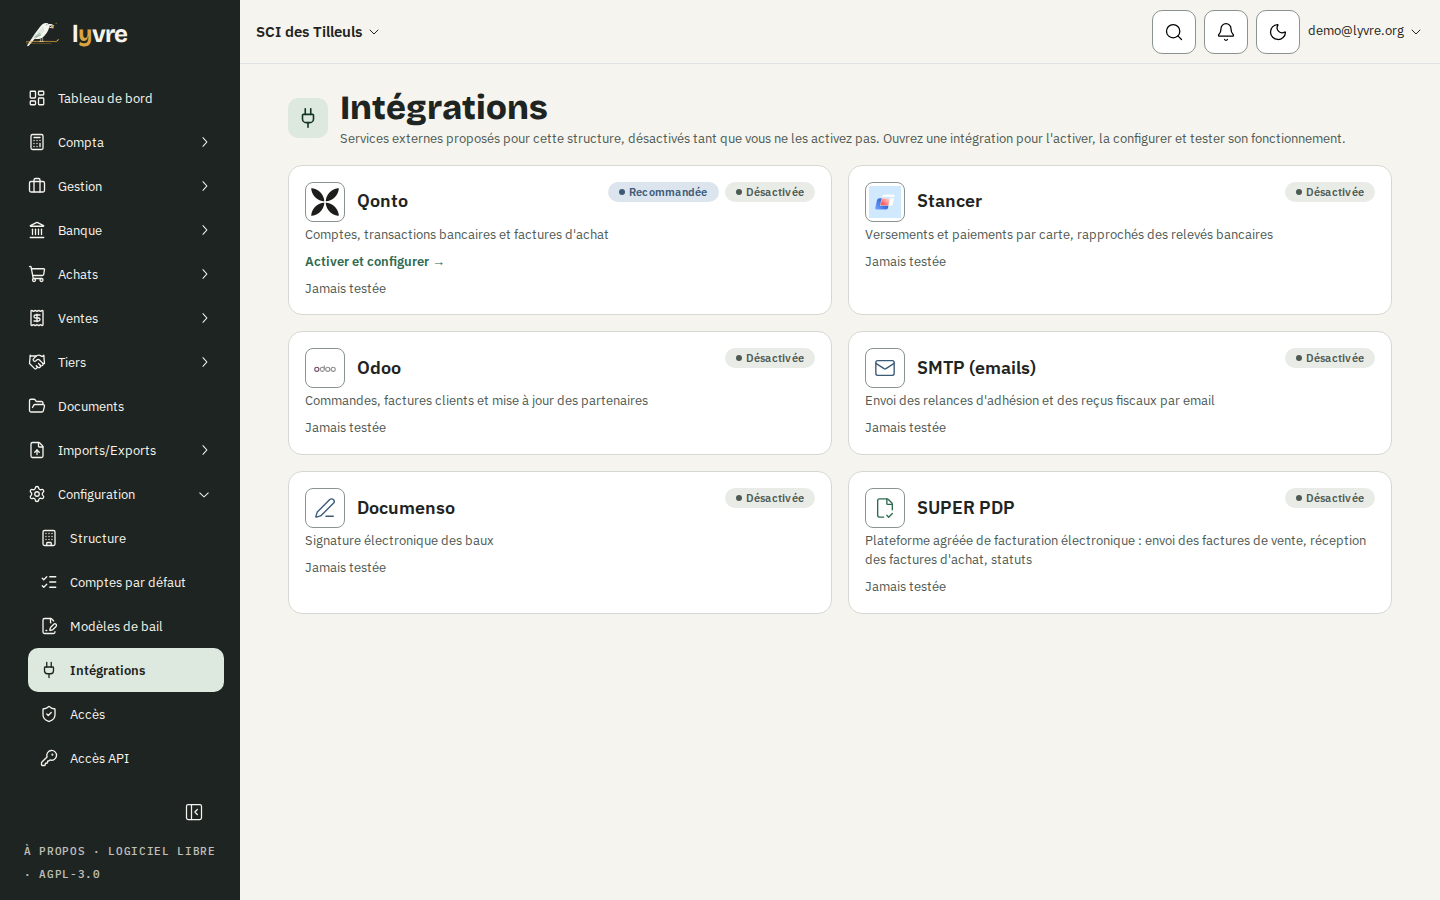 lyvre
SCI des Tilleuls
demo@lyvre.org
Tableau de bord
Compta
Gestion
Banque
Achats
Ventes
Tiers
Documents
Imports/Exports
Configuration
Structure
Comptes par défaut
Modèles de bail
Intégrations
Accès
Accès API
À PROPOS · LOGICIEL LIBRE
· AGPL-3.0
Intégrations
Services externes proposés pour cette structure, désactivés tant que vous ne les activez pas. Ouvrez une intégration pour l'activer, la configurer et tester son fonctionnement.
Qonto
Recommandée
Désactivée
Comptes, transactions bancaires et factures d'achat
Activer et configurer →
Jamais testée
Stancer
Désactivée
Versements et paiements par carte, rapprochés des relevés bancaires
Jamais testée
odoo
Odoo
Désactivée
Commandes, factures clients et mise à jour des partenaires
Jamais testée
SMTP (emails)
Désactivée
Envoi des relances d'adhésion et des reçus fiscaux par email
Jamais testée
Documenso
Désactivée
Signature électronique des baux
Jamais testée
SUPER PDP
Désactivée
Plateforme agréée de facturation électronique : envoi des factures de vente, réception
des factures d'achat, statuts
Jamais testée